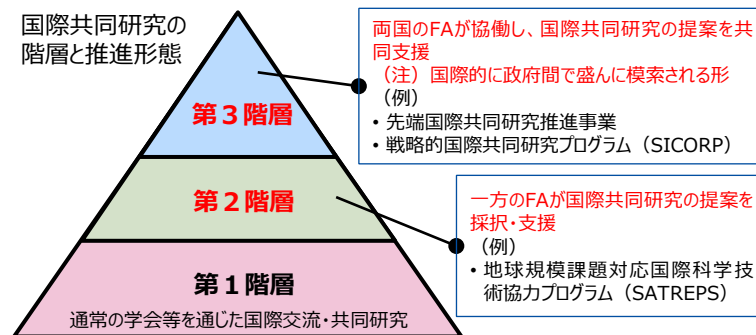 国際共同研究の
階層と推進形態
両国のFAが協働し、国際共同研究の提案を共
同支援
（注）国際的に政府間で盛んに模索される形
（例）
• 先端国際共同研究推進事業
• 戦略的国際共同研究プログラム（SICORP）
第３階層
第２階層
一方のFAが国際共同研究の提案を
採択・支援
（例）
• 地球規模課題対応国際科学技
術協力プログラム（SATREPS）
第１階層
通常の学会等を通じた国際交流・共同研究